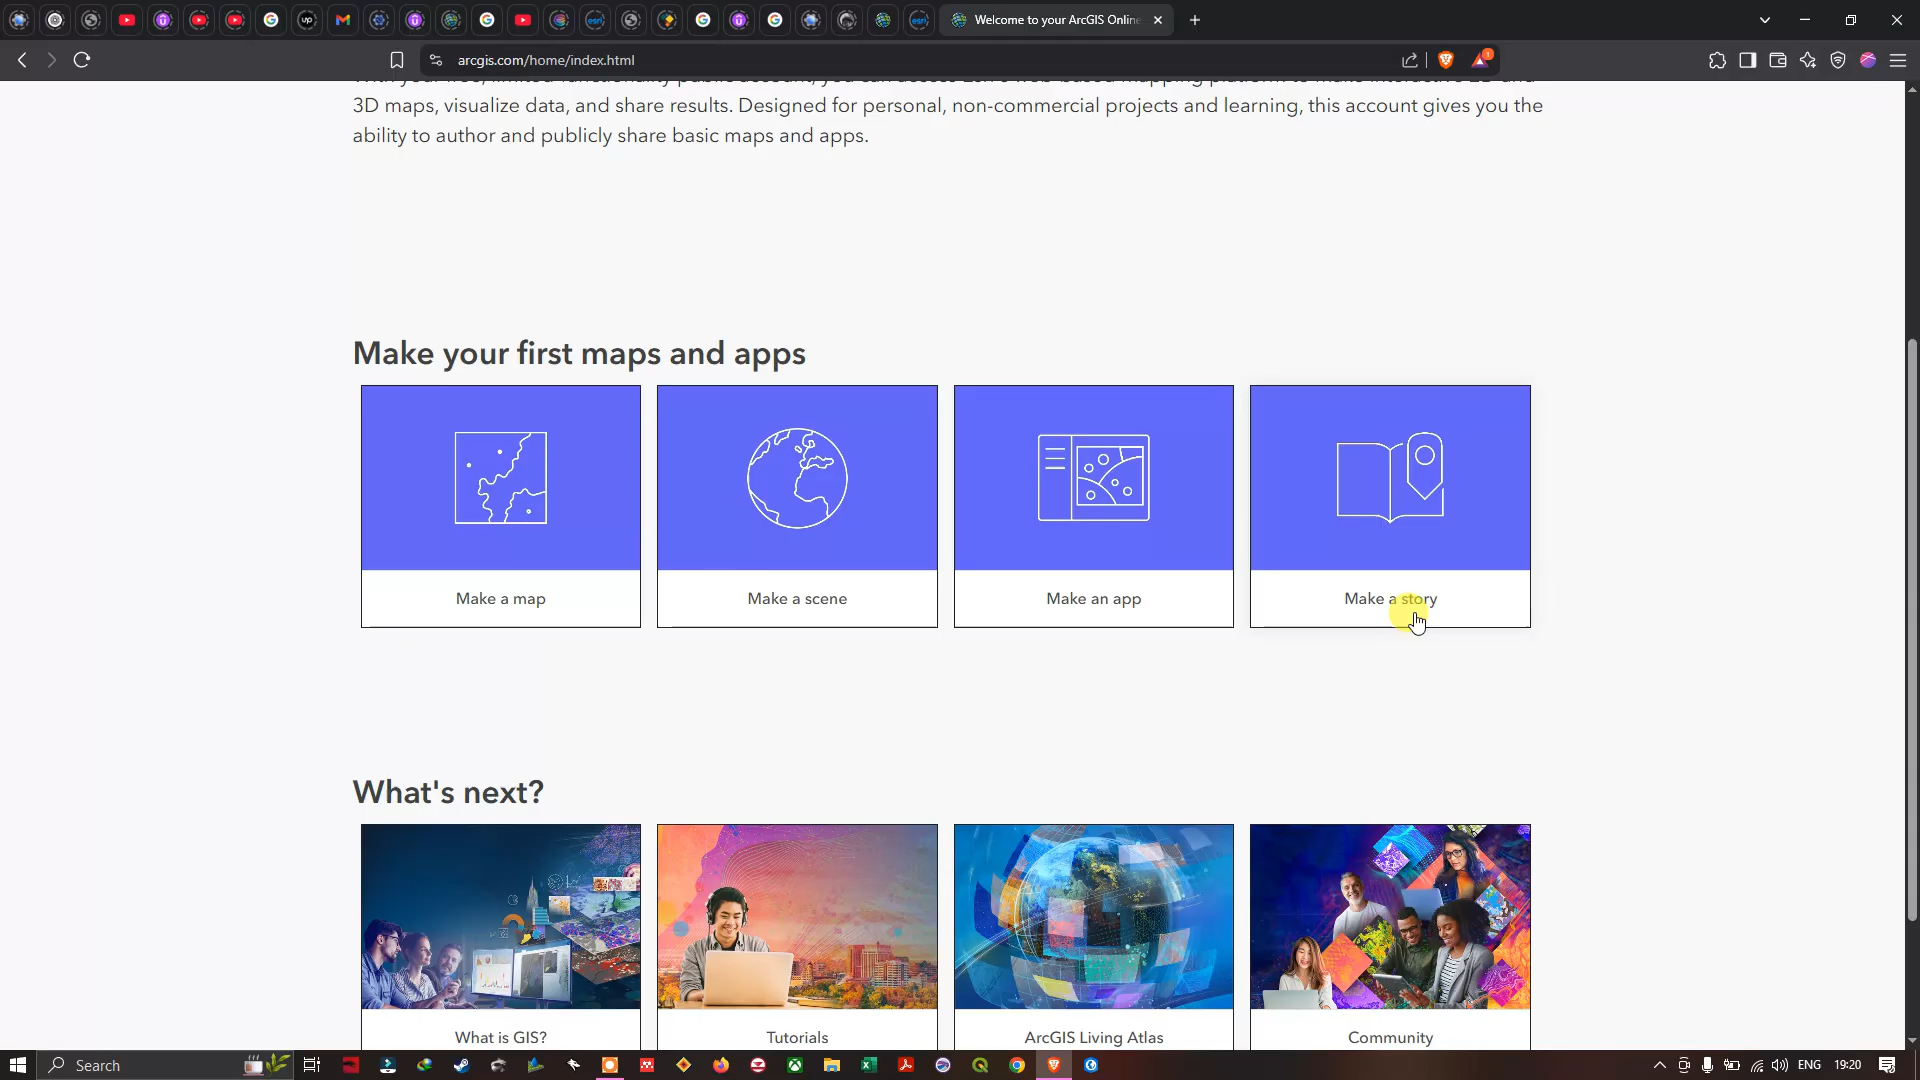 Welcome to your ArcGIS Online
arcgis.com/home/index.html
1
3D maps, visualize data, and share results. Designed for personal, non-commercial projects and learning, this account gives you the
ability to author and publicly share basic maps and apps.
Make your first maps and apps
Make a map
Make a scene
Make an app
Make a story
What's next?
What is GIS?
Tutorials
ArcGIS Living Atlas
Community
Search
ENG
19:20